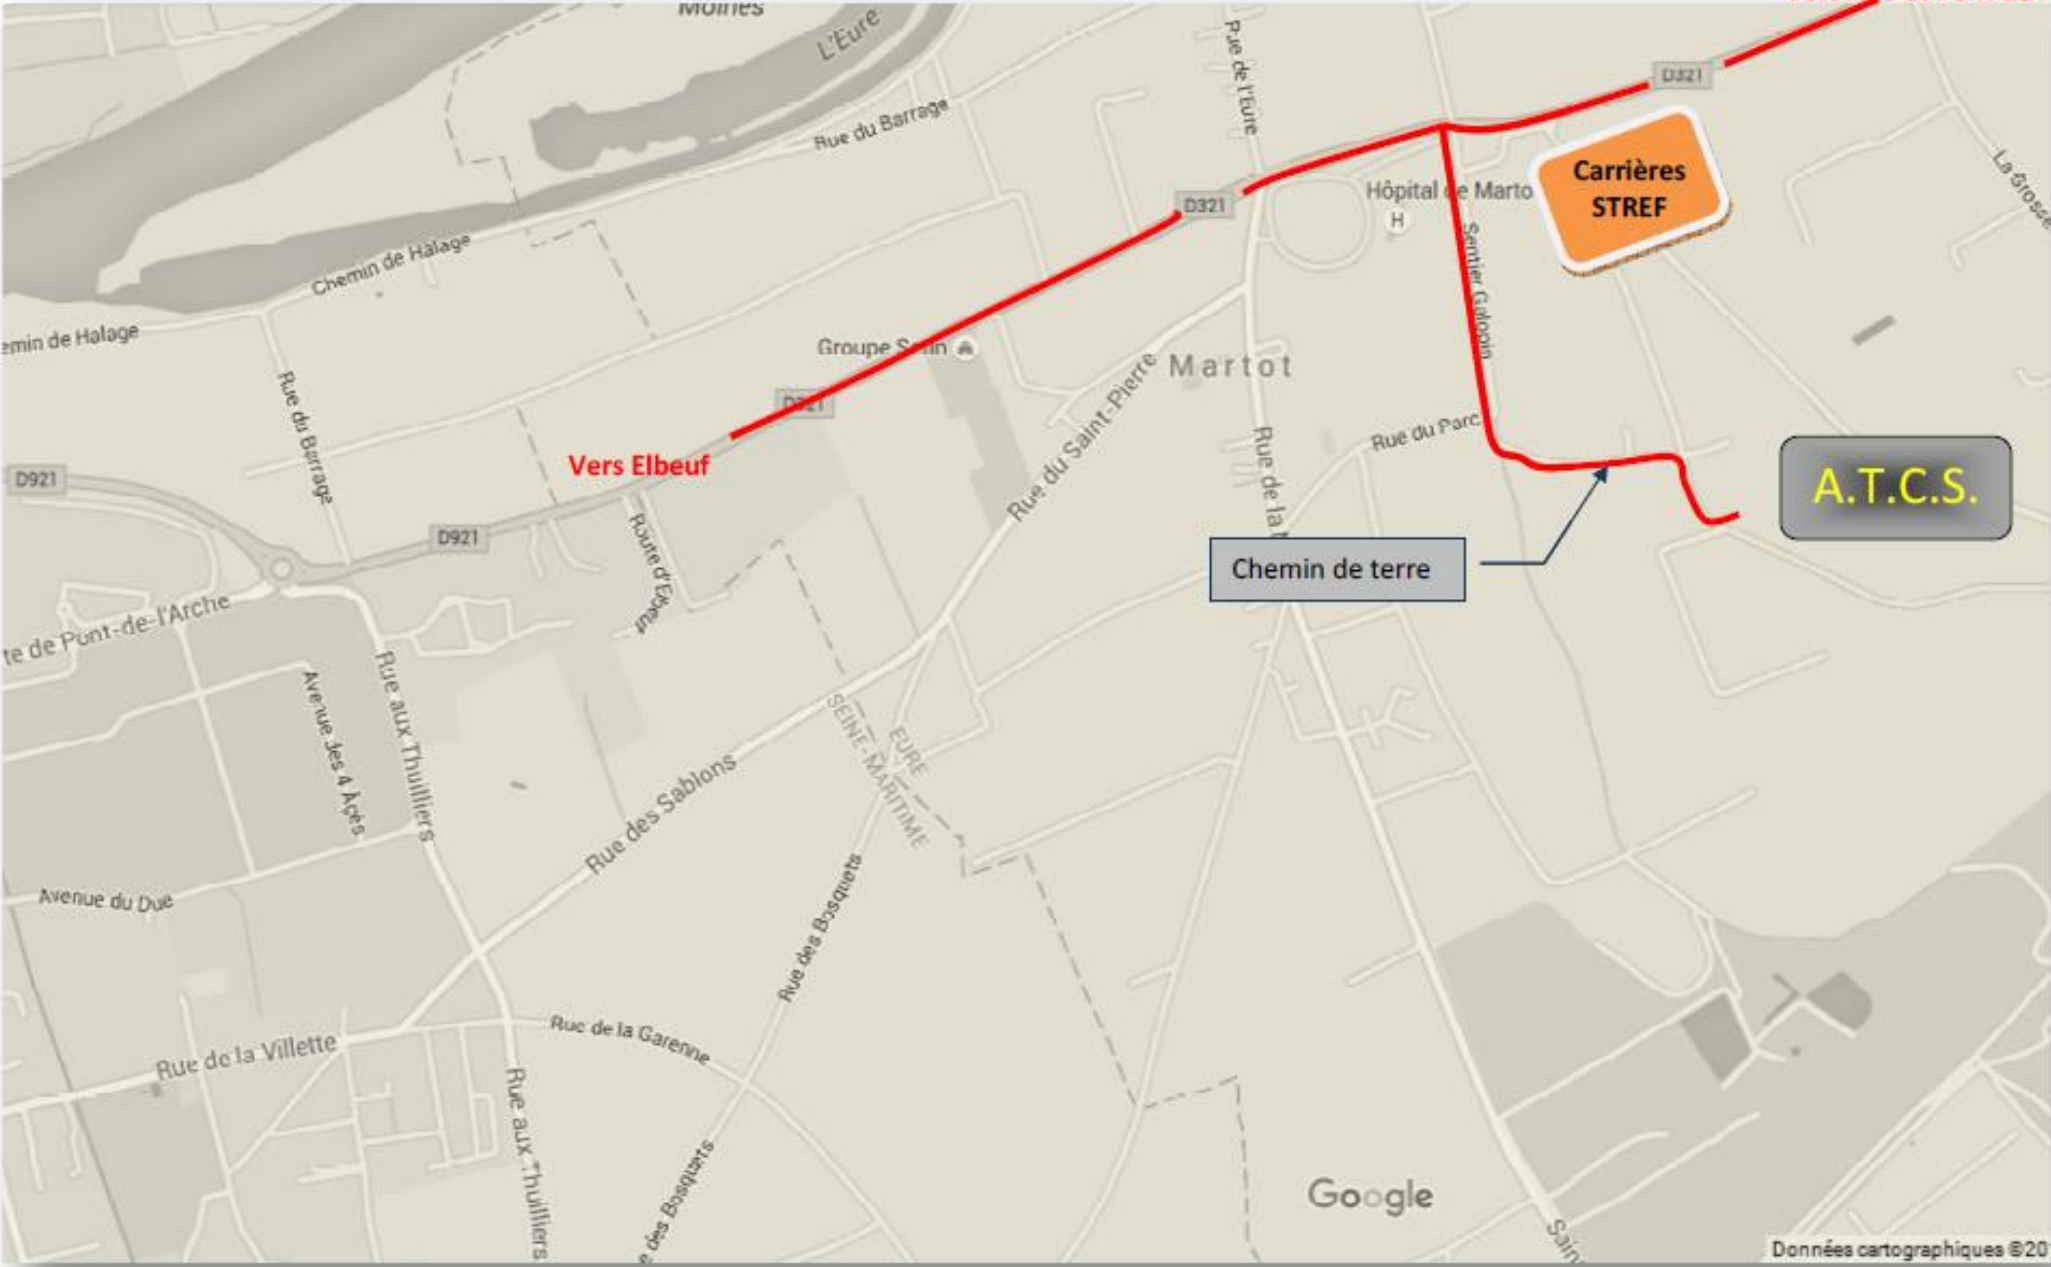 Moines
L'Eure
Rue de l'Eure
D321
Rue du Barrage
Carrières
STREF
La Grosse
Hôpital de Marto
H
D321
Chemin de Halage
Sentier Galopin
emin de Halage
Groupe
Martot
Rue du Saint-Pierre
D321
Rue du Barrage
Rue du Parc
Vers Elbeuf
D921
A.T.C.S.
Rue de la
D921
Route d'Elbeuf
Chemin de terre
te de Pont-de-l'Arche
Rue aux Thuilliers
Avenue des 4 Ages
SEINE-MARITIME
EURE
Rue des Sablons
Avenue du Due
Rue des Bosquets
Rue de la Garenne
Rue de la Villette
Rue aux Thuilliers
e des Bosquets
Google
Sain
Données cartographiques ©20